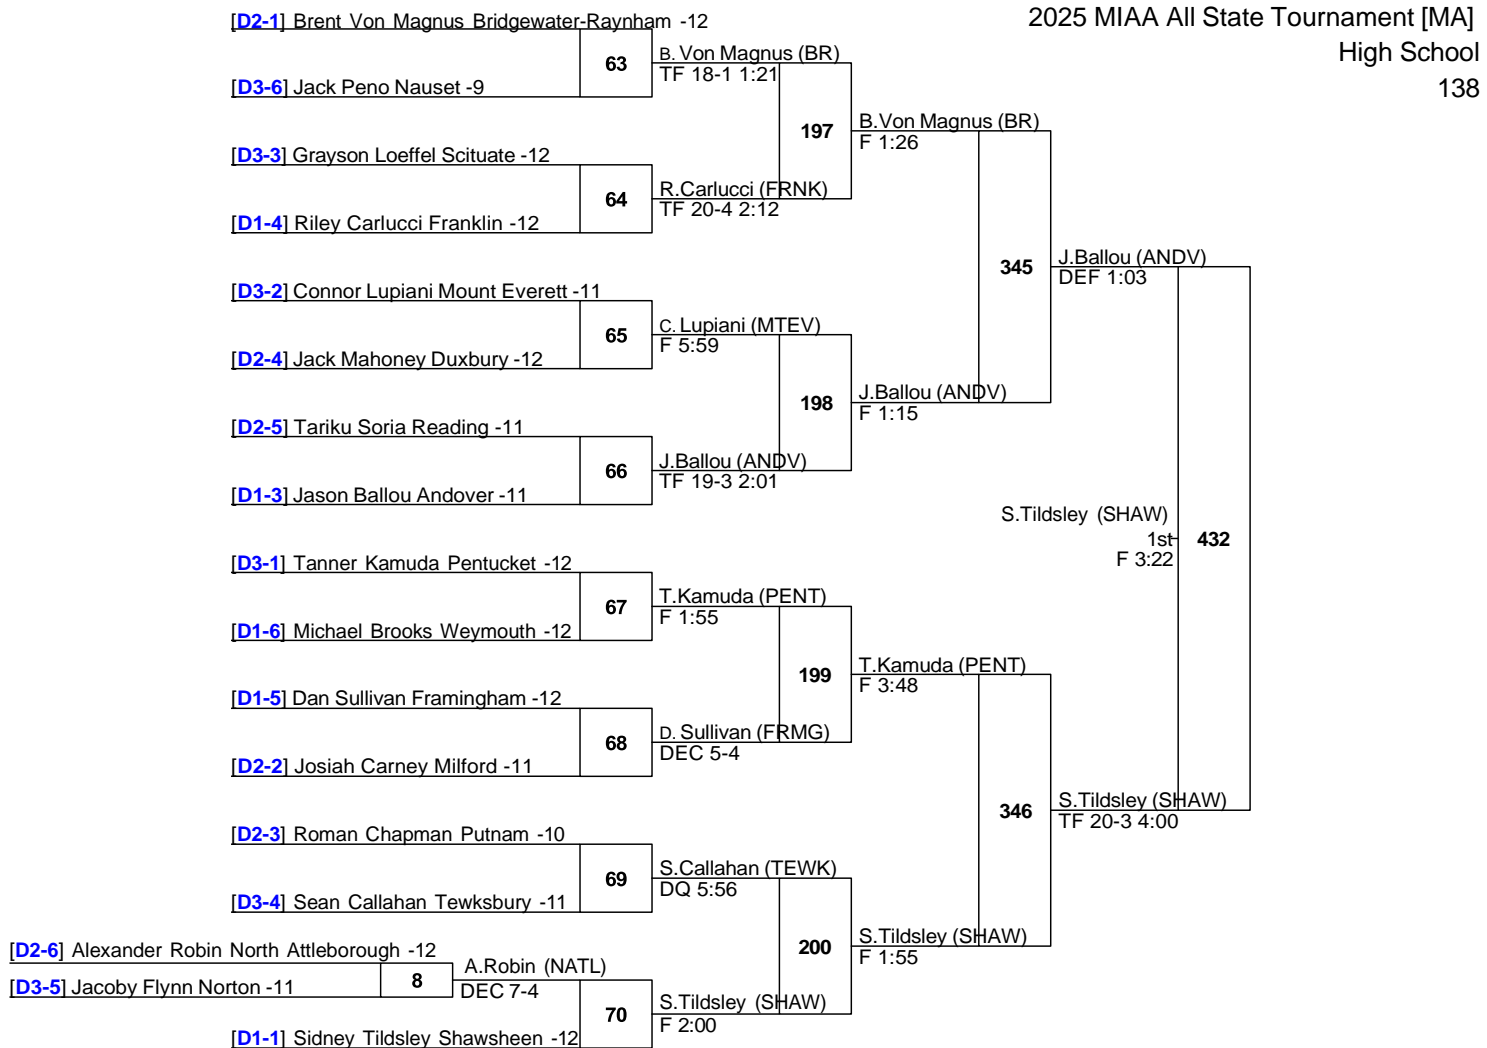 2025 MIAA All State Tournament [MA]
High School
138
[D2-1] Brent Von Magnus Bridgewater-Raynham -12
63
[D3-6] Jack Peno Nauset -9
B. Von Magnus (BR)
TF 18-1 1:21
197
[D3-3] Grayson Loeffel Scituate -12
64
[D1-4] Riley Carlucci Franklin -12
R.Carlucci (FRNK)
TF 20-4 2:12
B.Von Magnus (BR)
F 1:26
345
[D3-2] Connor Lupiani Mount Everett -11
65
[D2-4] Jack Mahoney Duxbury -12
C. Lupiani (MTEV)
F 5:59
198
[D2-5] Tariku Soria Reading -11
66
[D1-3] Jason Ballou Andover -11
J.Ballou (ANDV)
TF 19-3 2:01
J.Ballou (ANDV)
F 1:15
J.Ballou (ANDV)
DEF 1:03
S.Tildsley (SHAW)
1st
F 3:22
432
[D3-1] Tanner Kamuda Pentucket -12
67
[D1-6] Michael Brooks Weymouth -12
T.Kamuda (PENT)
F 1:55
199
[D1-5] Dan Sullivan Framingham -12
68
[D2-2] Josiah Carney Milford -11
D. Sullivan (FRMG)
DEC 5-4
T.Kamuda (PENT)
F 3:48
346
S.Tildsley (SHAW)
TF 20-3 4:00
[D2-3] Roman Chapman Putnam -10
69
[D3-4] Sean Callahan Tewksbury -11
S.Callahan (TEWK)
DQ 5:56
200
S.Tildsley (SHAW)
F 1:55
[D2-6] Alexander Robin North Attleborough -12
8
[D3-5] Jacoby Flynn Norton -11
A.Robin (NATL)
DEC 7-4
70
[D1-1] Sidney Tildsley Shawsheen -12
S.Tildsley (SHAW)
F 2:00